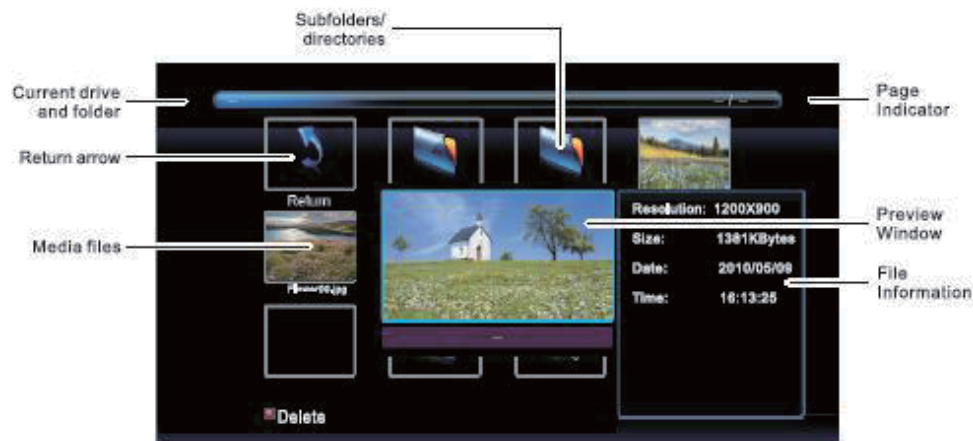 Subfolders/
directories
Current drive
and folder
Page
Indicator
Return arrow
Return
Resolution: 1200X900
Preview
Window
Size: 1381KBytes
Media files
Date: 2010/05/09
File
Information
Time: 16:13:25
Delete